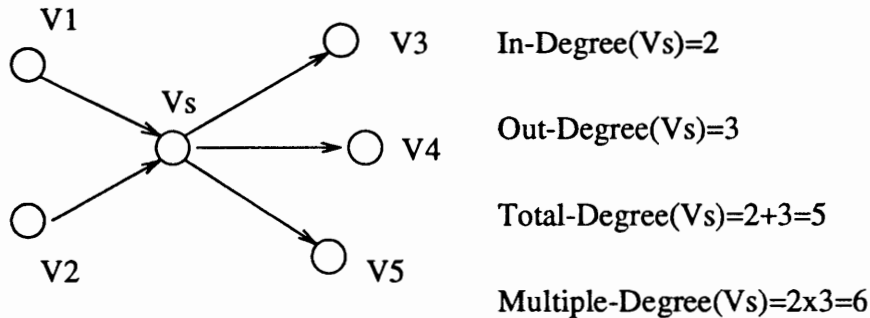 V1
V3
Vs
V4
V2
V5
In-Degree(Vs)=2
Out-Degree(Vs)=3
Total-Degree(Vs)=2+3=5
Multiple-Degree(Vs)=2x3=6